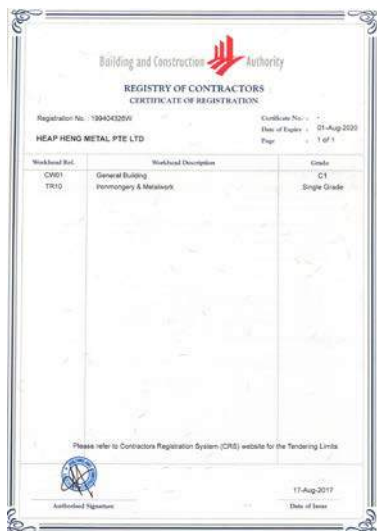 Building and Construction Authority
REGISTRY OF CONTRACTORS
CERTIFICATE OF REGISTRATION
Registration No. : 199404328W
Certificate No. : -
HEAP HENG METAL PTE LTD
Date of Expiry : 01-Aug-2020
Page : 1 of 1
Workhead Ref. Workhead Description Grade
CW01 General Building C1
TR10 Ironmongery & Metalwork Single Grade
Please refer to Contractors Registration System (CRS) website for the Tendering Limits
17-Aug-2017
Authorised Signature Date of Issue